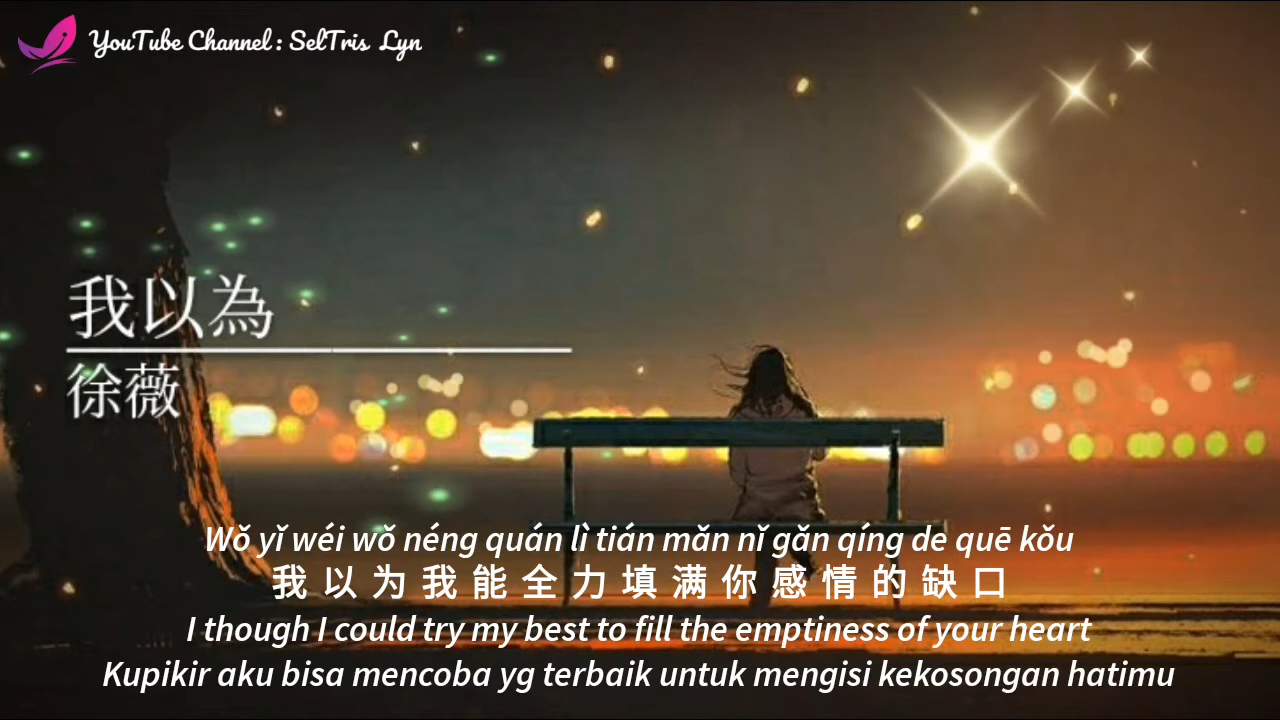 YouTube Channel : SelTris Lyn
我以為
徐薇
Wǒ yǐ wéi wǒ néng quán lì tián mǎn nǐ gǎn qíng de quē kǒu
我以为我能全力填满你感情的缺口
I though I could try my best to fill the emptiness of your heart
Kupikir aku bisa mencoba yg terbaik untuk mengisi kekosongan hatimu